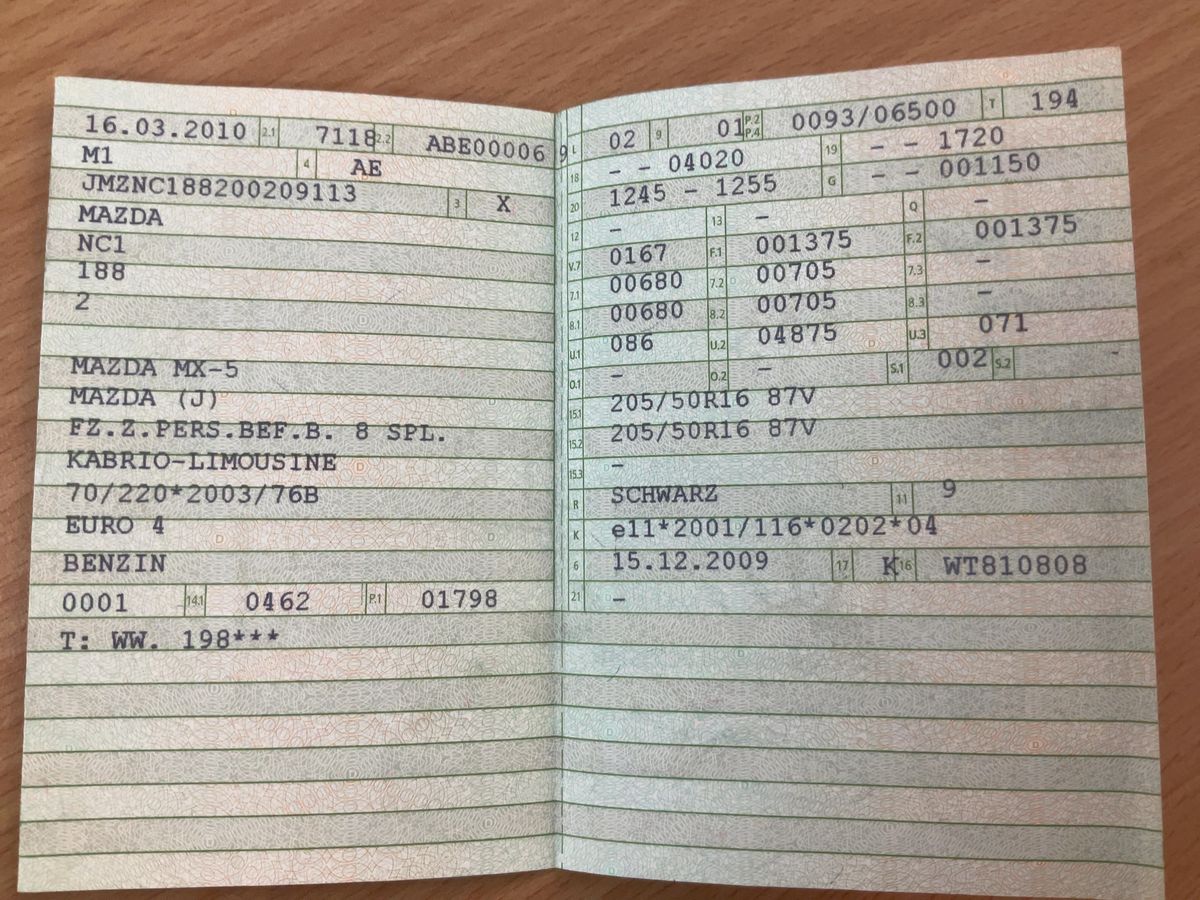 16.03.2010 2.1 7118 2.2 ABE00006 9
M1 4 AE
JMZNC188200209113 3 X
MAZDA
NC1
188
2
MAZDA MX-5
MAZDA (J)
FZ.Z.PERS.BEF.B. 8 SPL.
KABRIO-LIMOUSINE
70/220*2003/76B
EURO 4
BENZIN
0001 14.1 0462 P.1 01798
T: WW. 198***
L 02 9 01 P.2 P.4 0093/06500 T 194
18 - - 04020 19 - - 1720
20 1245 - 1255 G - - 001150
12 - 13 - Q -
V.7 0167 F.1 001375 F.2 001375
7.1 00680 7.2 00705 7.3 -
8.1 00680 8.2 00705 8.3 -
U.1 086 U.2 04875 U.3 071
O.1 - O.2 - S.1 002 S.2 -
15.1 205/50R16 87V
15.2 205/50R16 87V
15.3 -
R SCHWARZ 11 9
K e11*2001/116*0202*04
6 15.12.2009 17 K 16 WT810808
21 -